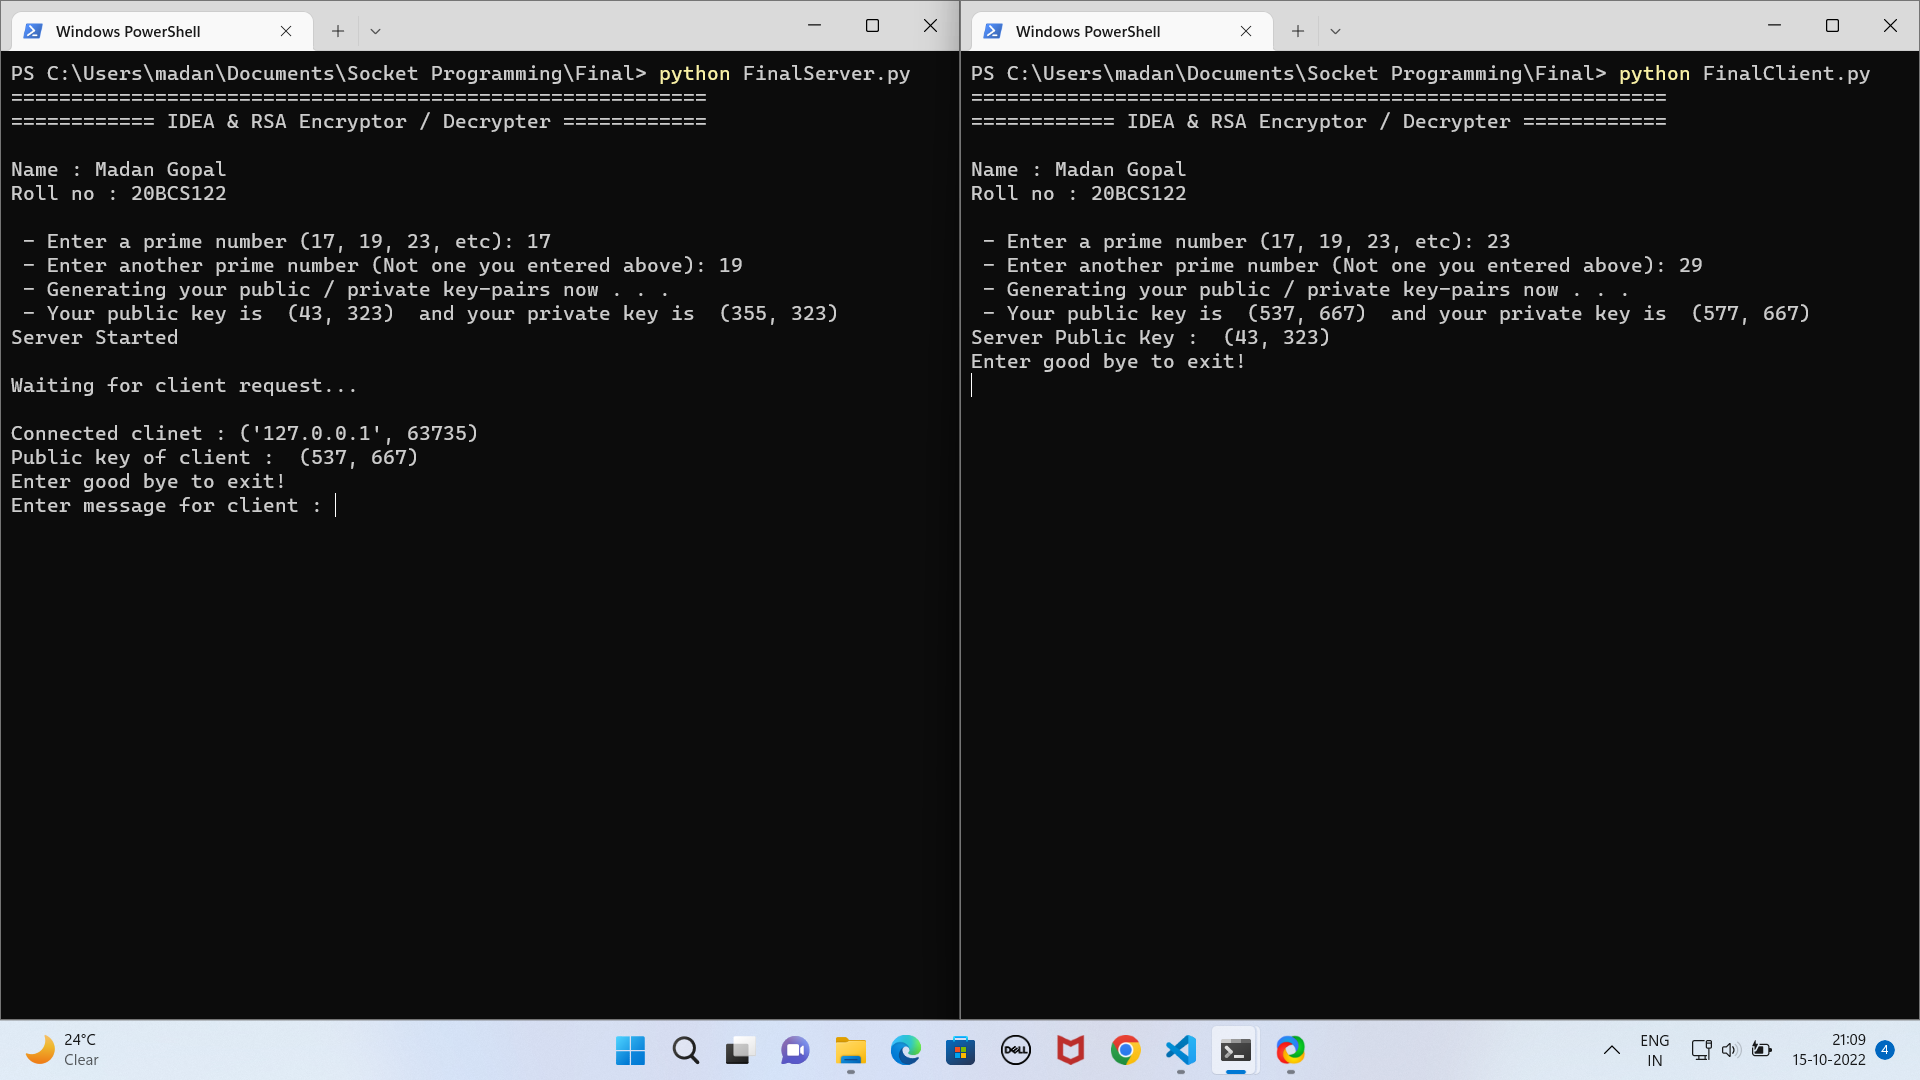 Windows PowerShell
PS C:\Users\madan\Documents\Socket Programming\Final> python FinalServer.py
==========================================================
============ IDEA & RSA Encryptor / Decrypter ============
Name : Madan Gopal
Roll no : 20BCS122
- Enter a prime number (17, 19, 23, etc): 17
- Enter another prime number (Not one you entered above): 19
- Generating your public / private key-pairs now . . .
- Your public key is  (43, 323)  and your private key is  (355, 323)
Server Started
Waiting for client request...
Connected clinet : ('127.0.0.1', 63735)
Public key of client :  (537, 667)
Enter good bye to exit!
Enter message for client :
Windows PowerShell
PS C:\Users\madan\Documents\Socket Programming\Final> python FinalClient.py
==========================================================
============ IDEA & RSA Encryptor / Decrypter ============
Name : Madan Gopal
Roll no : 20BCS122
- Enter a prime number (17, 19, 23, etc): 23
- Enter another prime number (Not one you entered above): 29
- Generating your public / private key-pairs now . . .
- Your public key is  (537, 667)  and your private key is  (577, 667)
Server Public Key :  (43, 323)
Enter good bye to exit!
24°C
Clear
DELL
ENG
IN
21:09
15-10-2022
4